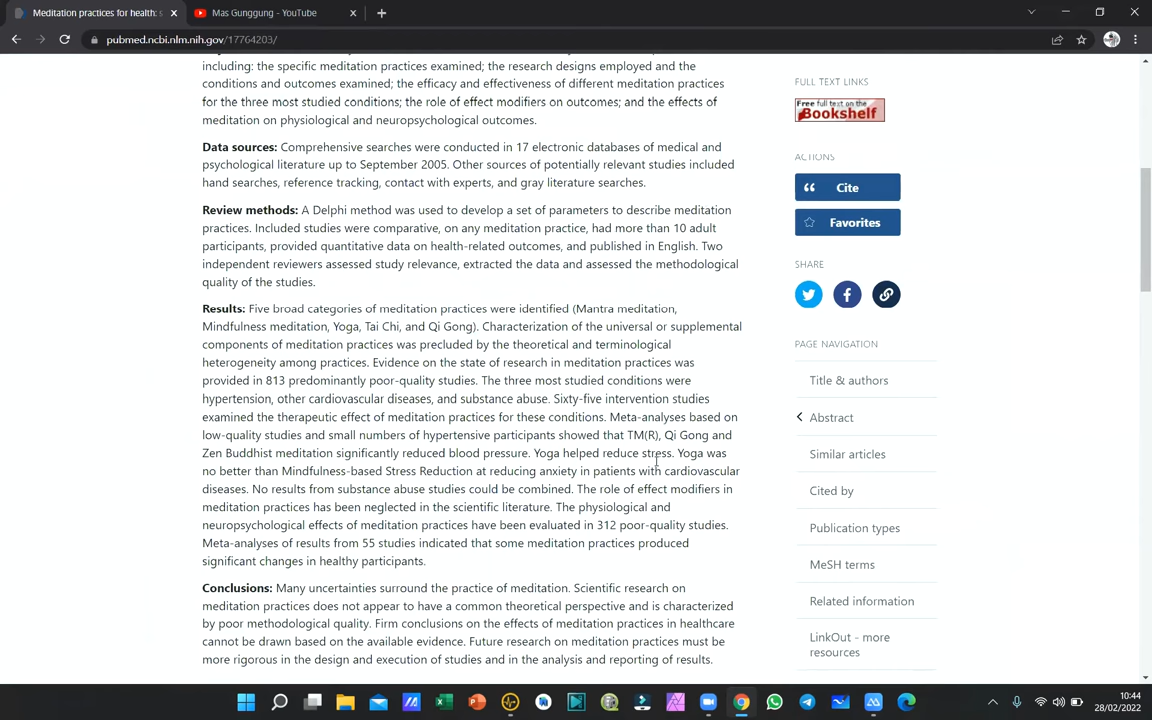 Meditation practices for health: s
Mas Gunggung - YouTube
pubmed.ncbi.nlm.nih.gov/17764203/
including: the specific meditation practices examined; the research designs employed and the
conditions and outcomes examined; the efficacy and effectiveness of different meditation practices
for the three most studied conditions; the role of effect modifiers on outcomes; and the effects of
meditation on physiological and neuropsychological outcomes.
Data sources: Comprehensive searches were conducted in 17 electronic databases of medical and
psychological literature up to September 2005. Other sources of potentially relevant studies included
hand searches, reference tracking, contact with experts, and gray literature searches.
Review methods: A Delphi method was used to develop a set of parameters to describe meditation
practices. Included studies were comparative, on any meditation practice, had more than 10 adult
participants, provided quantitative data on health-related outcomes, and published in English. Two
independent reviewers assessed study relevance, extracted the data and assessed the methodological
quality of the studies.
Results: Five broad categories of meditation practices were identified (Mantra meditation,
Mindfulness meditation, Yoga, Tai Chi, and Qi Gong). Characterization of the universal or supplemental
components of meditation practices was precluded by the theoretical and terminological
heterogeneity among practices. Evidence on the state of research in meditation practices was
provided in 813 predominantly poor-quality studies. The three most studied conditions were
hypertension, other cardiovascular diseases, and substance abuse. Sixty-five intervention studies
examined the therapeutic effect of meditation practices for these conditions. Meta-analyses based on
low-quality studies and small numbers of hypertensive participants showed that TM(R), Qi Gong and
Zen Buddhist meditation significantly reduced blood pressure. Yoga helped reduce stress. Yoga was
no better than Mindfulness-based Stress Reduction at reducing anxiety in patients with cardiovascular
diseases. No results from substance abuse studies could be combined. The role of effect modifiers in
meditation practices has been neglected in the scientific literature. The physiological and
neuropsychological effects of meditation practices have been evaluated in 312 poor-quality studies.
Meta-analyses of results from 55 studies indicated that some meditation practices produced
significant changes in healthy participants.
Conclusions: Many uncertainties surround the practice of meditation. Scientific research on
meditation practices does not appear to have a common theoretical perspective and is characterized
by poor methodological quality. Firm conclusions on the effects of meditation practices in healthcare
cannot be drawn based on the available evidence. Future research on meditation practices must be
more rigorous in the design and execution of studies and in the analysis and reporting of results.
FULL TEXT LINKS
Free full text on the
Bookshelf
ACTIONS
Cite
Favorites
SHARE
PAGE NAVIGATION
Title & authors
Abstract
Similar articles
Cited by
Publication types
MeSH terms
Related information
LinkOut - more
resources
10:44
28/02/2022